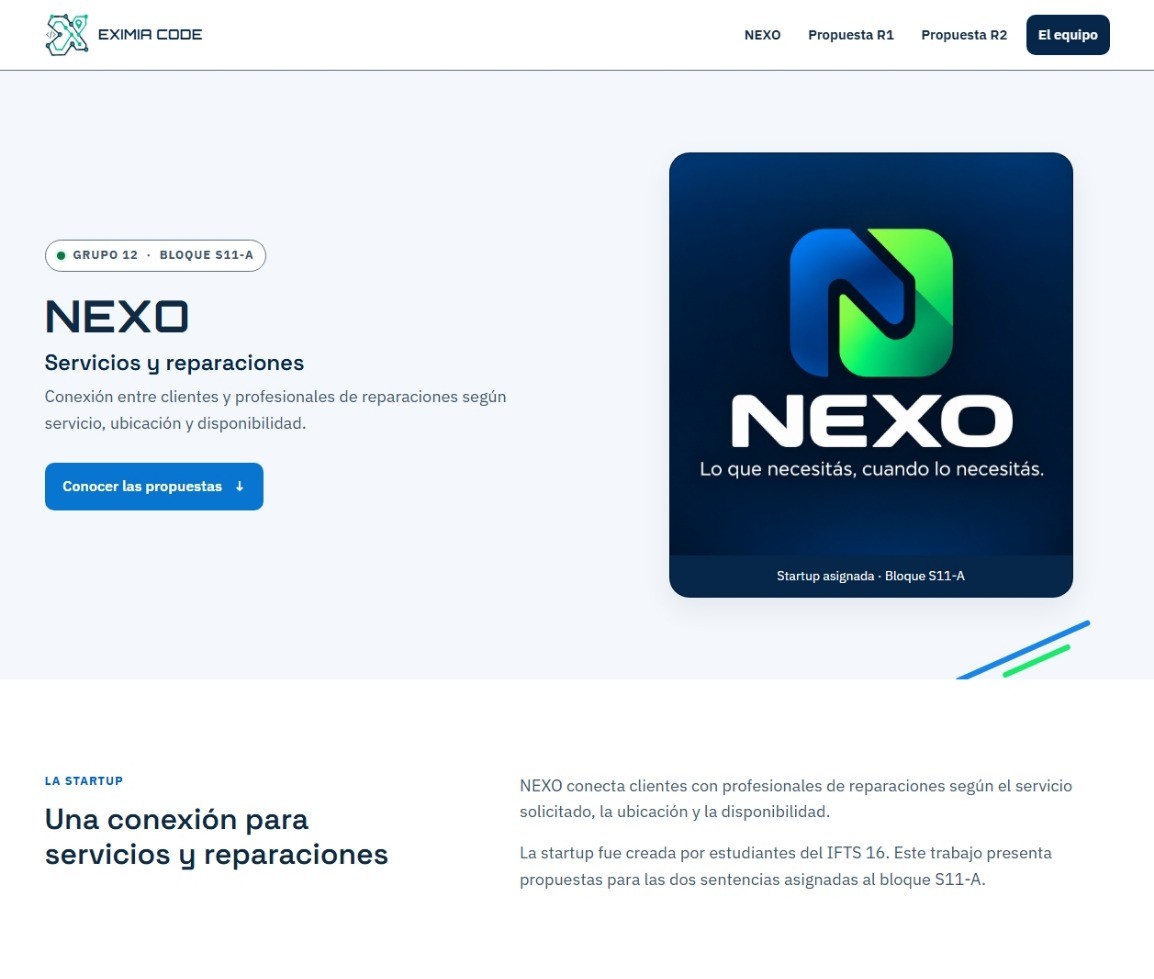 EXIMIA CODE
NEXO
Propuesta R1
Propuesta R2
El equipo
GRUPO 12 · BLOQUE S11-A
NEXO
Servicios y reparaciones
Conexión entre clientes y profesionales de reparaciones según
servicio, ubicación y disponibilidad.
Conocer las propuestas ↓
NEXO
Lo que necesitás, cuando lo necesitás.
Startup asignada · Bloque S11-A
LA STARTUP
Una conexión para
servicios y reparaciones
NEXO conecta clientes con profesionales de reparaciones según el servicio
solicitado, la ubicación y la disponibilidad.
La startup fue creada por estudiantes del IFTS 16. Este trabajo presenta
propuestas para las dos sentencias asignadas al bloque S11-A.